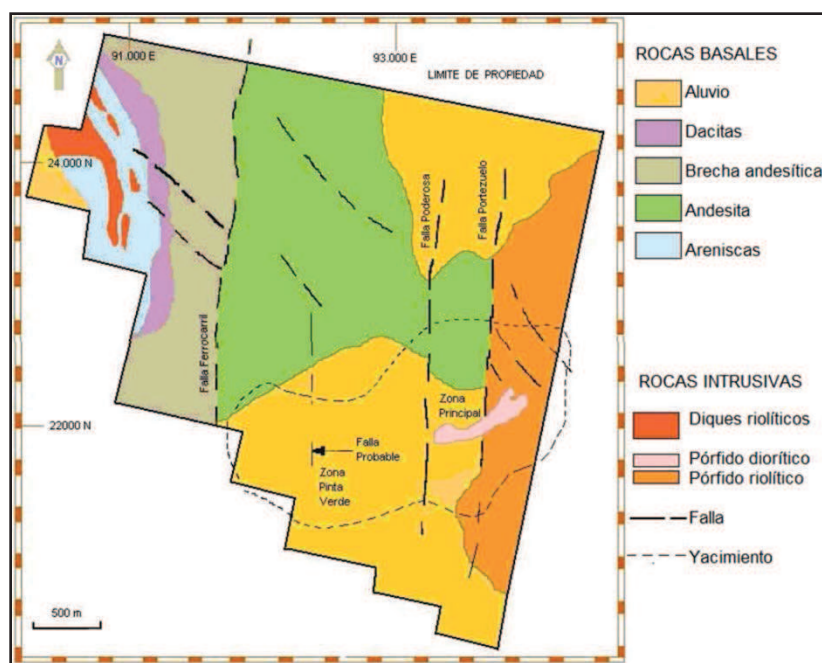 91.000 E
93.000 E
N
LIMITE DE PROPIEDAD
24.000 N
Falla Poderosa
Falla Portezuelo
Falla Ferrocarril
22000 N
Zona
Principal
Falla
Probable
Zona
Pinta
Verde
500 m
ROCAS BASALES
Aluvio
Dacitas
Brecha andesítica
Andesita
Areniscas
ROCAS INTRUSIVAS
Diques riolíticos
Pórfido diorítico
Pórfido riolítico
Falla
Yacimiento